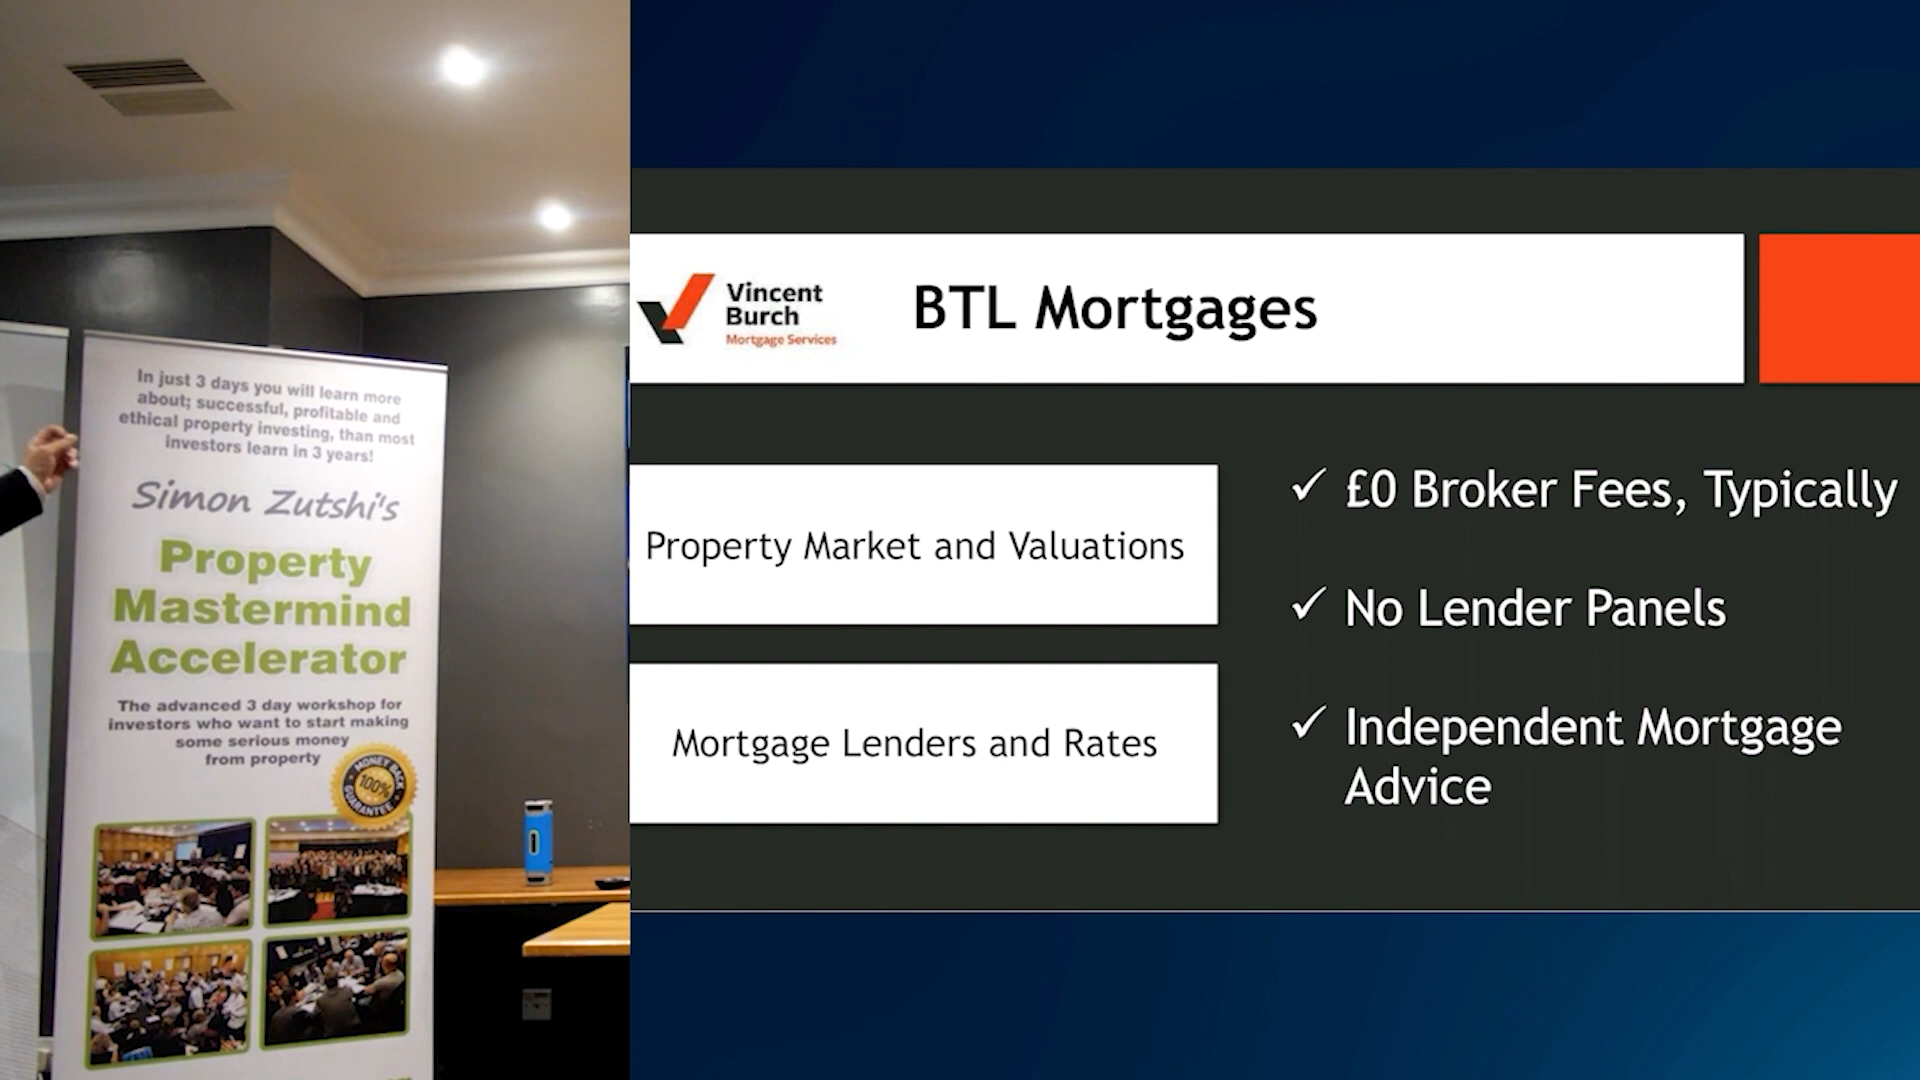 In just 3 days you will learn more
about; successful, profitable and
ethical property investing, than most
investors learn in 3 years!
Simon Zutshi's
Property
Mastermind
Accelerator
The advanced 3 day workshop for
investors who want to start making
some serious money
from property
MONEY BACK
100%
GUARANTEE
Vincent
Burch
Mortgage Services
BTL Mortgages
Property Market and Valuations
Mortgage Lenders and Rates
✓ £0 Broker Fees, Typically
✓ No Lender Panels
✓ Independent Mortgage
Advice